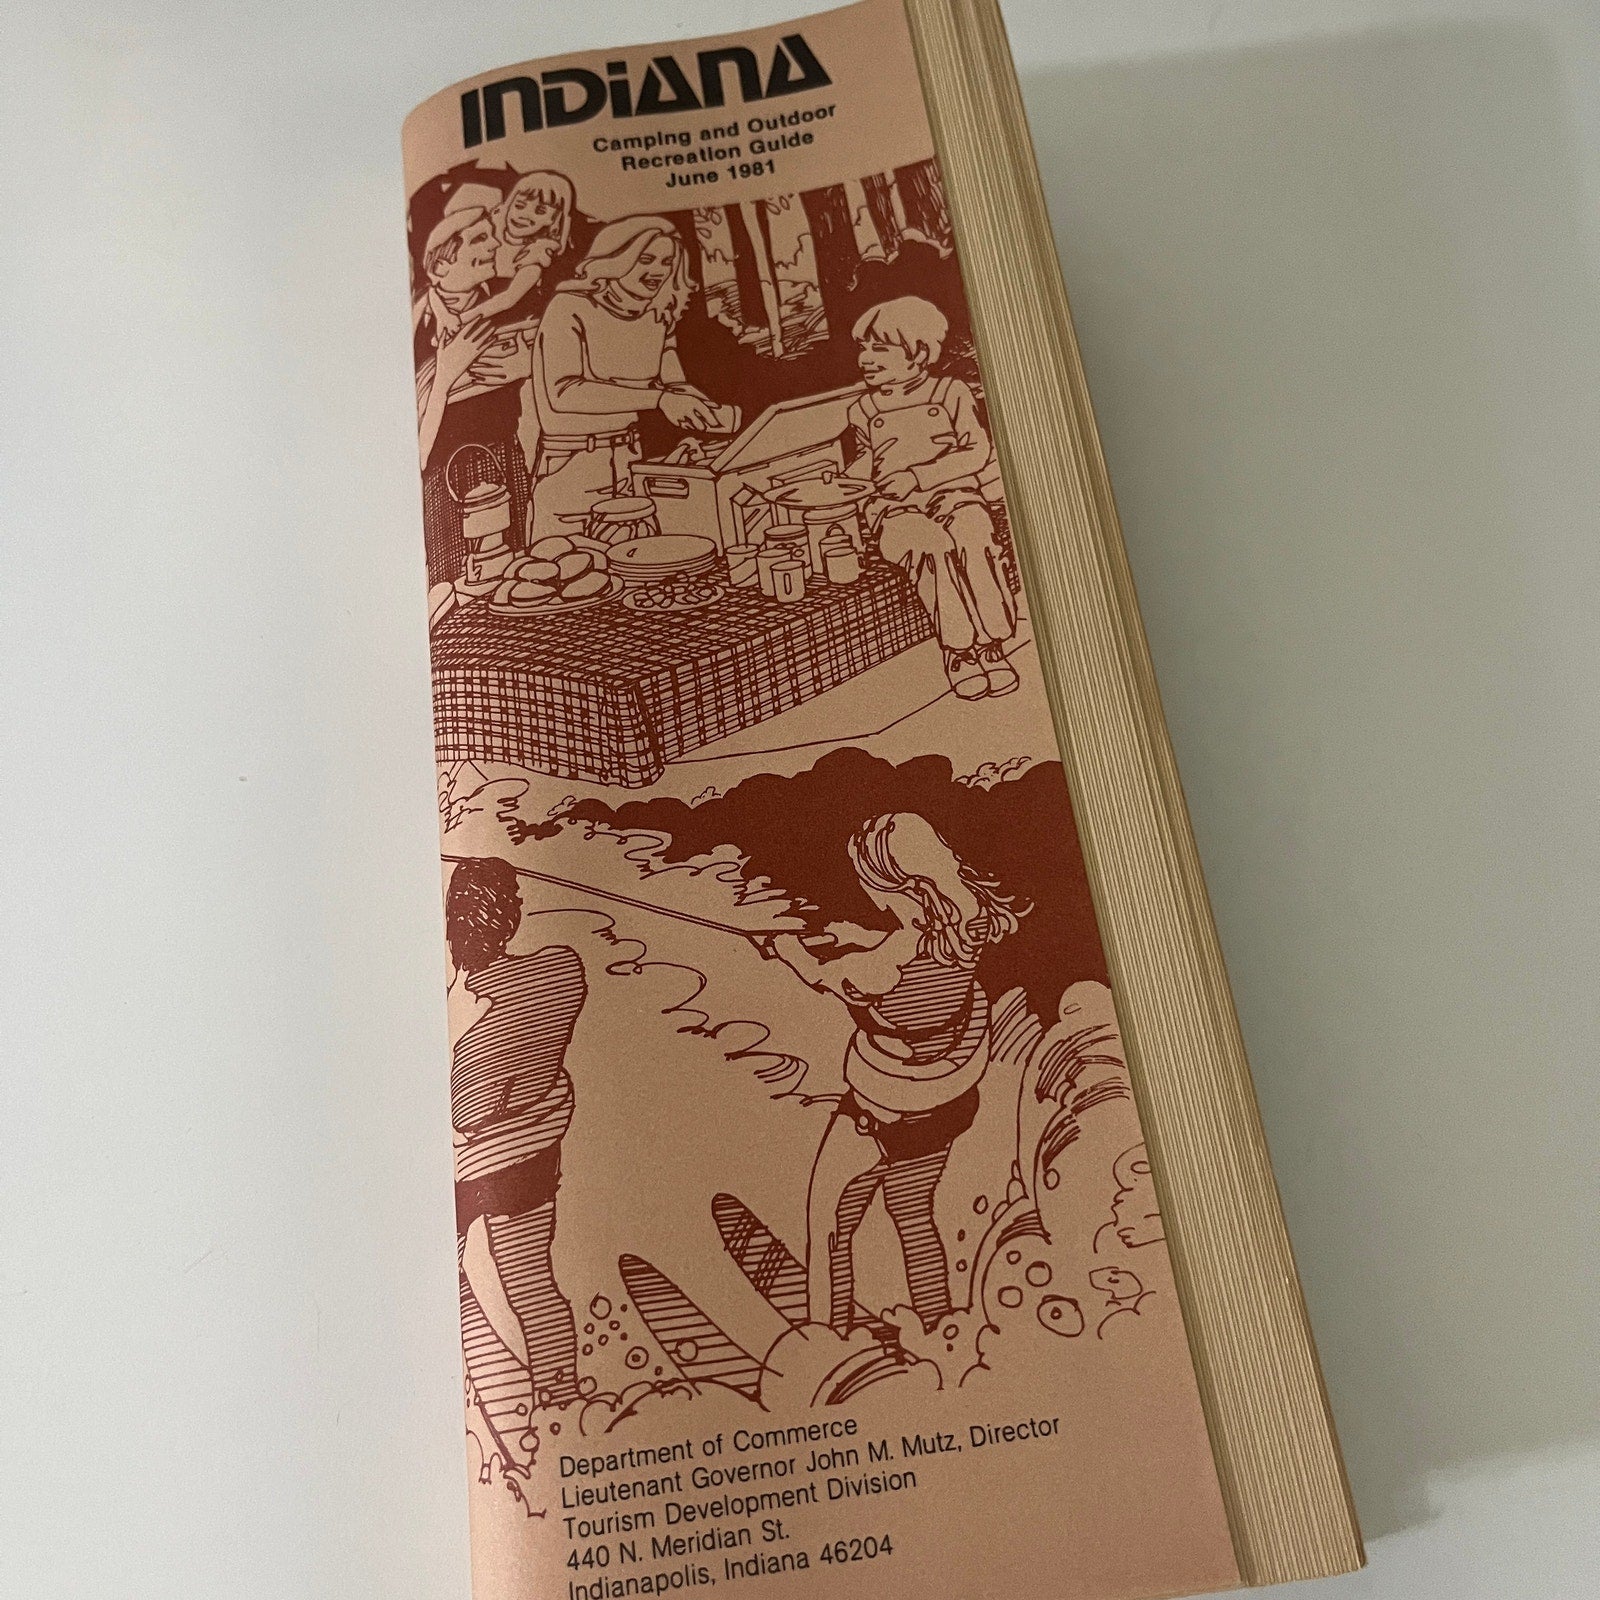 INDiANA
Camping and Outdoor
Recreation Guide
June 1981
Department of Commerce
Lieutenant Governor John M. Mutz, Director
Tourism Development Division
440 N. Meridian St.
Indianapolis, Indiana 46204